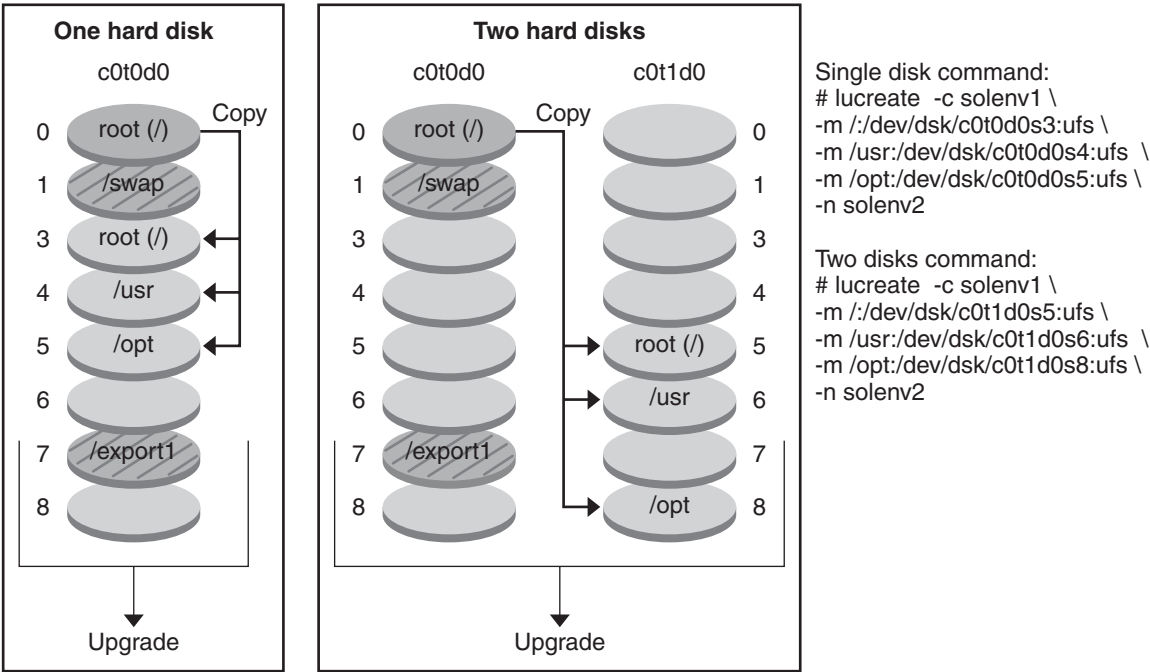 One hard disk
c0t0d0
Copy
0 root (/)
1 /swap
3 root (/)
4 /usr
5 /opt
6
7 /export1
8
Upgrade
Two hard disks
c0t0d0 c0t1d0
Copy
0 root (/) 0
1 /swap 1
3 3
4 4
5 root (/) 5
6 /usr 6
7 /export1 7
8 /opt 8
Upgrade
Single disk command:
# lucreate -c solenv1 \
-m /:/dev/dsk/c0t0d0s3:ufs \
-m /usr:/dev/dsk/c0t0d0s4:ufs \
-m /opt:/dev/dsk/c0t0d0s5:ufs \
-n solenv2
Two disks command:
# lucreate -c solenv1 \
-m /:/dev/dsk/c0t1d0s5:ufs \
-m /usr:/dev/dsk/c0t1d0s6:ufs \
-m /opt:/dev/dsk/c0t1d0s8:ufs \
-n solenv2